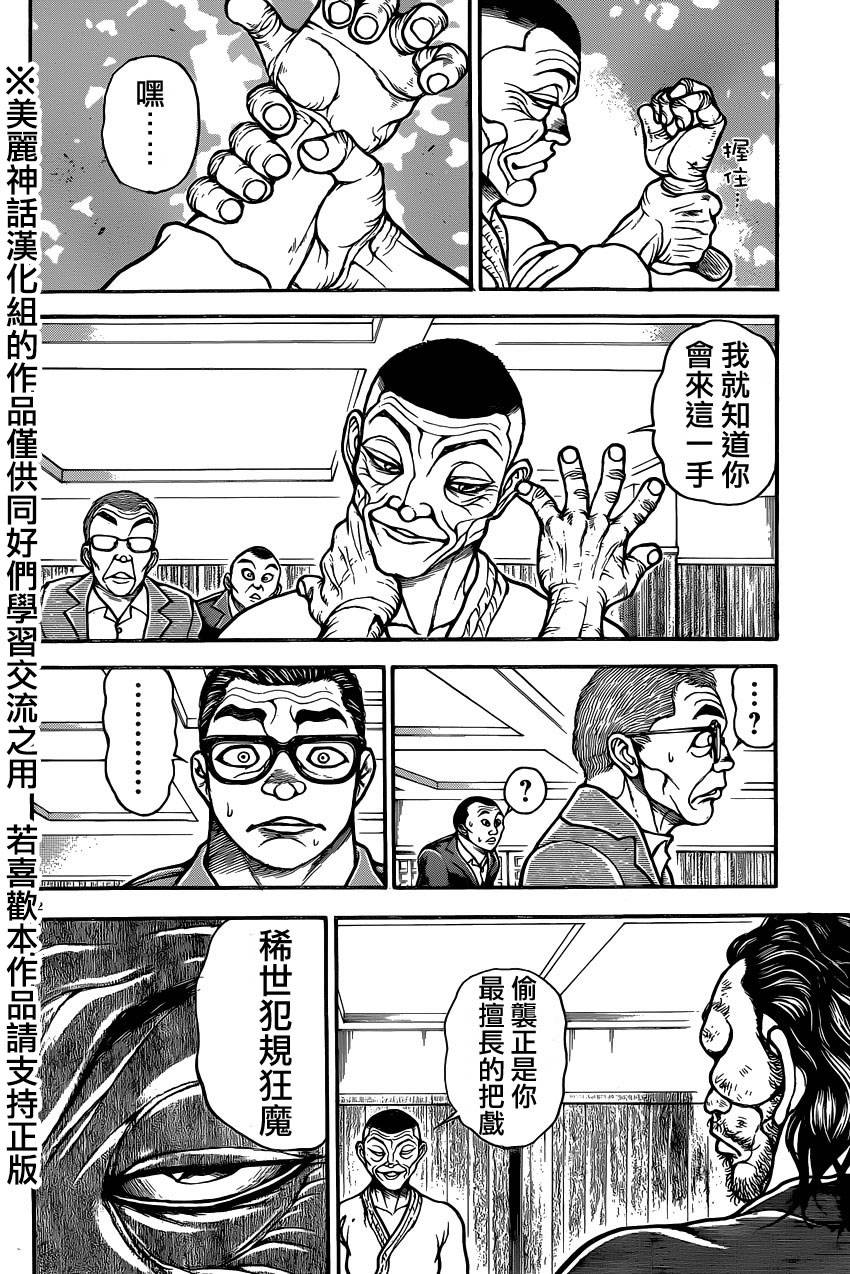 握住…
嘿……
我就知道你
會來這一手
…?
?
………
偷襲正是你
最擅長的把戲
稀世犯規狂魔
※美麗神話漢化組的作品僅供同好們學習交流之用-若喜歡本作品請支持正版